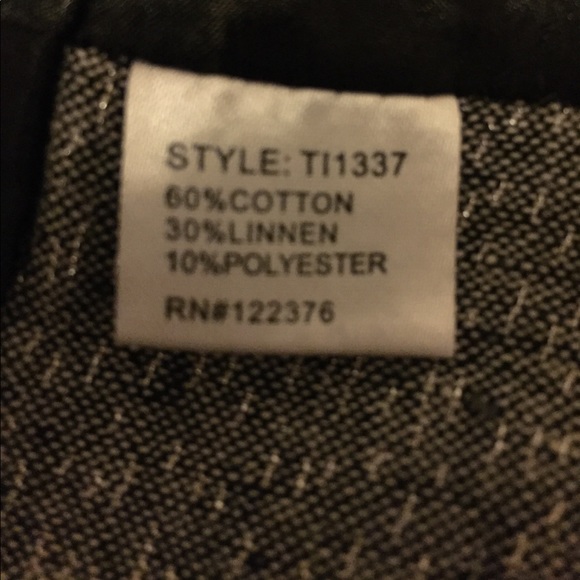 STYLE: TI1337
60%COTTON
30%LINNEN
10%POLYESTER
RN#122376